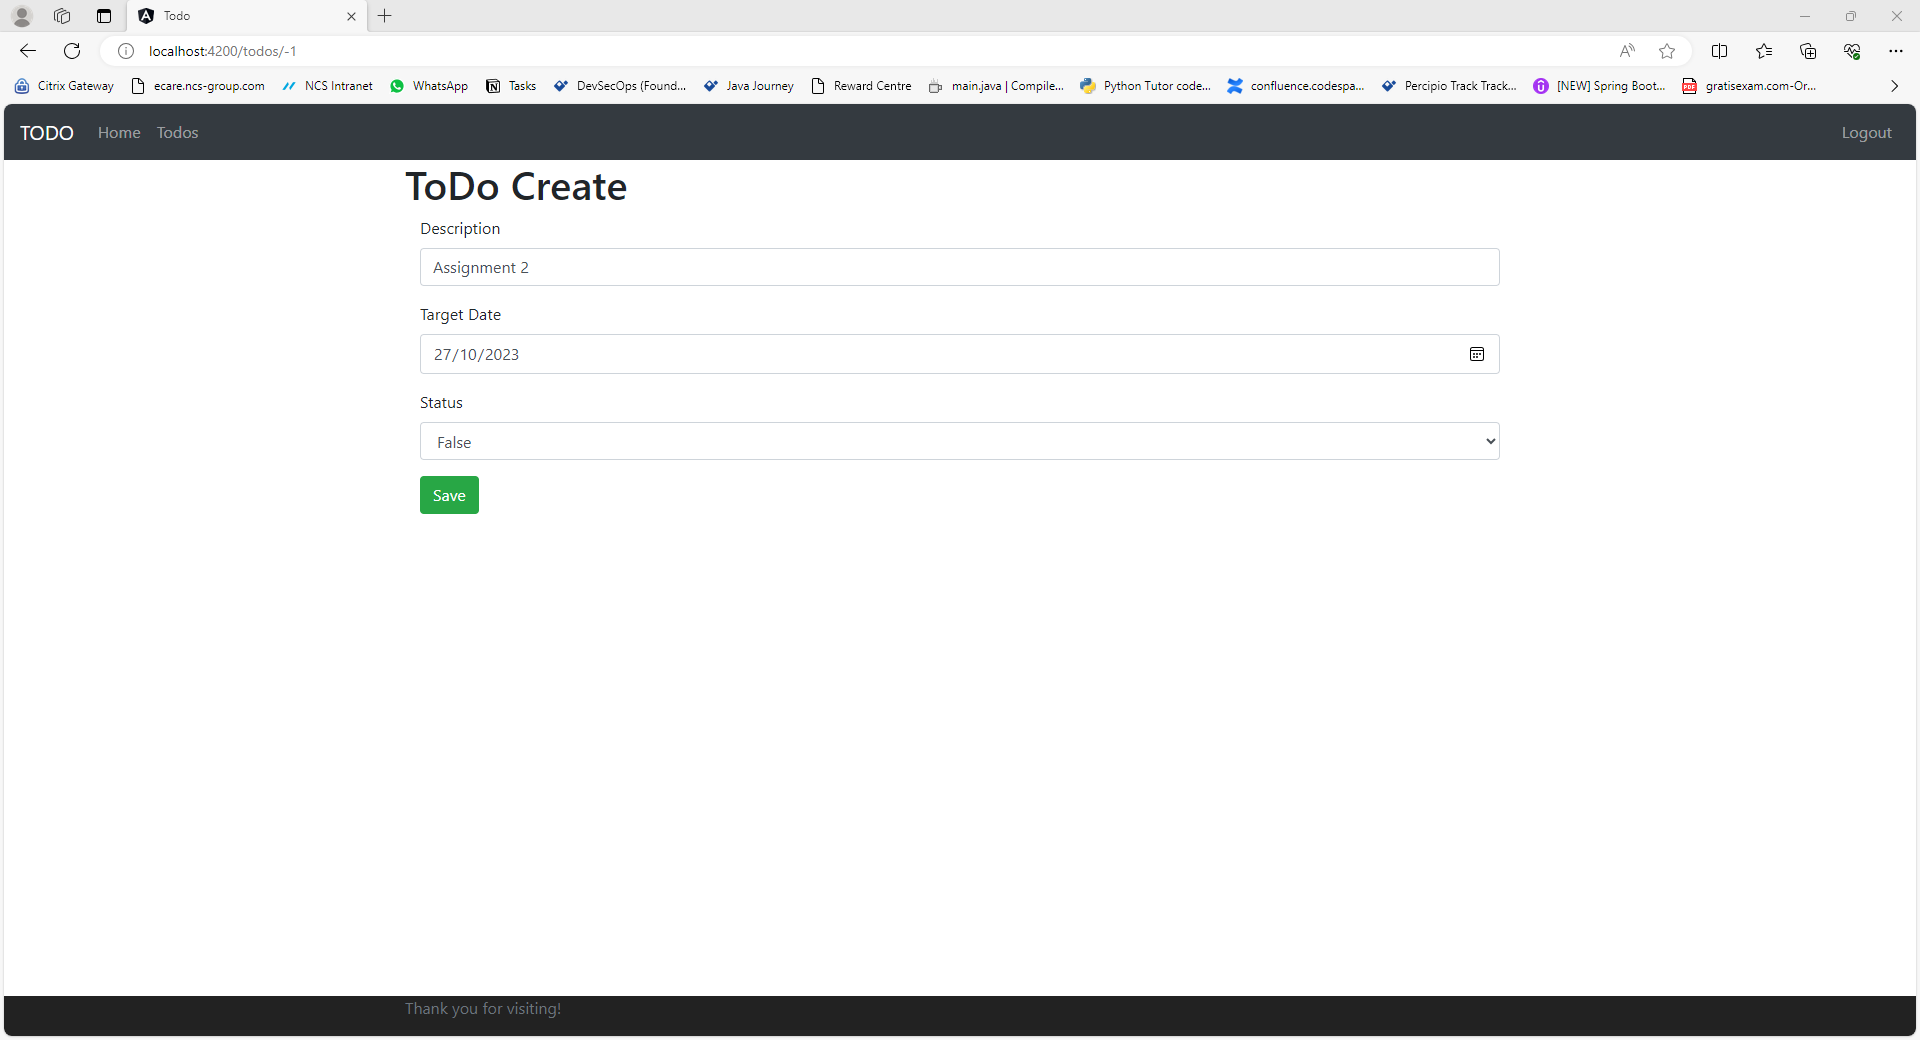 Todo
localhost:4200/todos/-1
Citrix Gateway ecare.ncs-group.com NCS Intranet WhatsApp Tasks DevSecOps (Found... Java Journey Reward Centre main.java | Compile... Python Tutor code... confluence.codespa... Percipio Track Track... [NEW] Spring Boot... gratisexam.com-Or...
TODO Home Todos Logout
ToDo Create
Description
Assignment 2
Target Date
27/10/2023
Status
False
Save
Thank you for visiting!